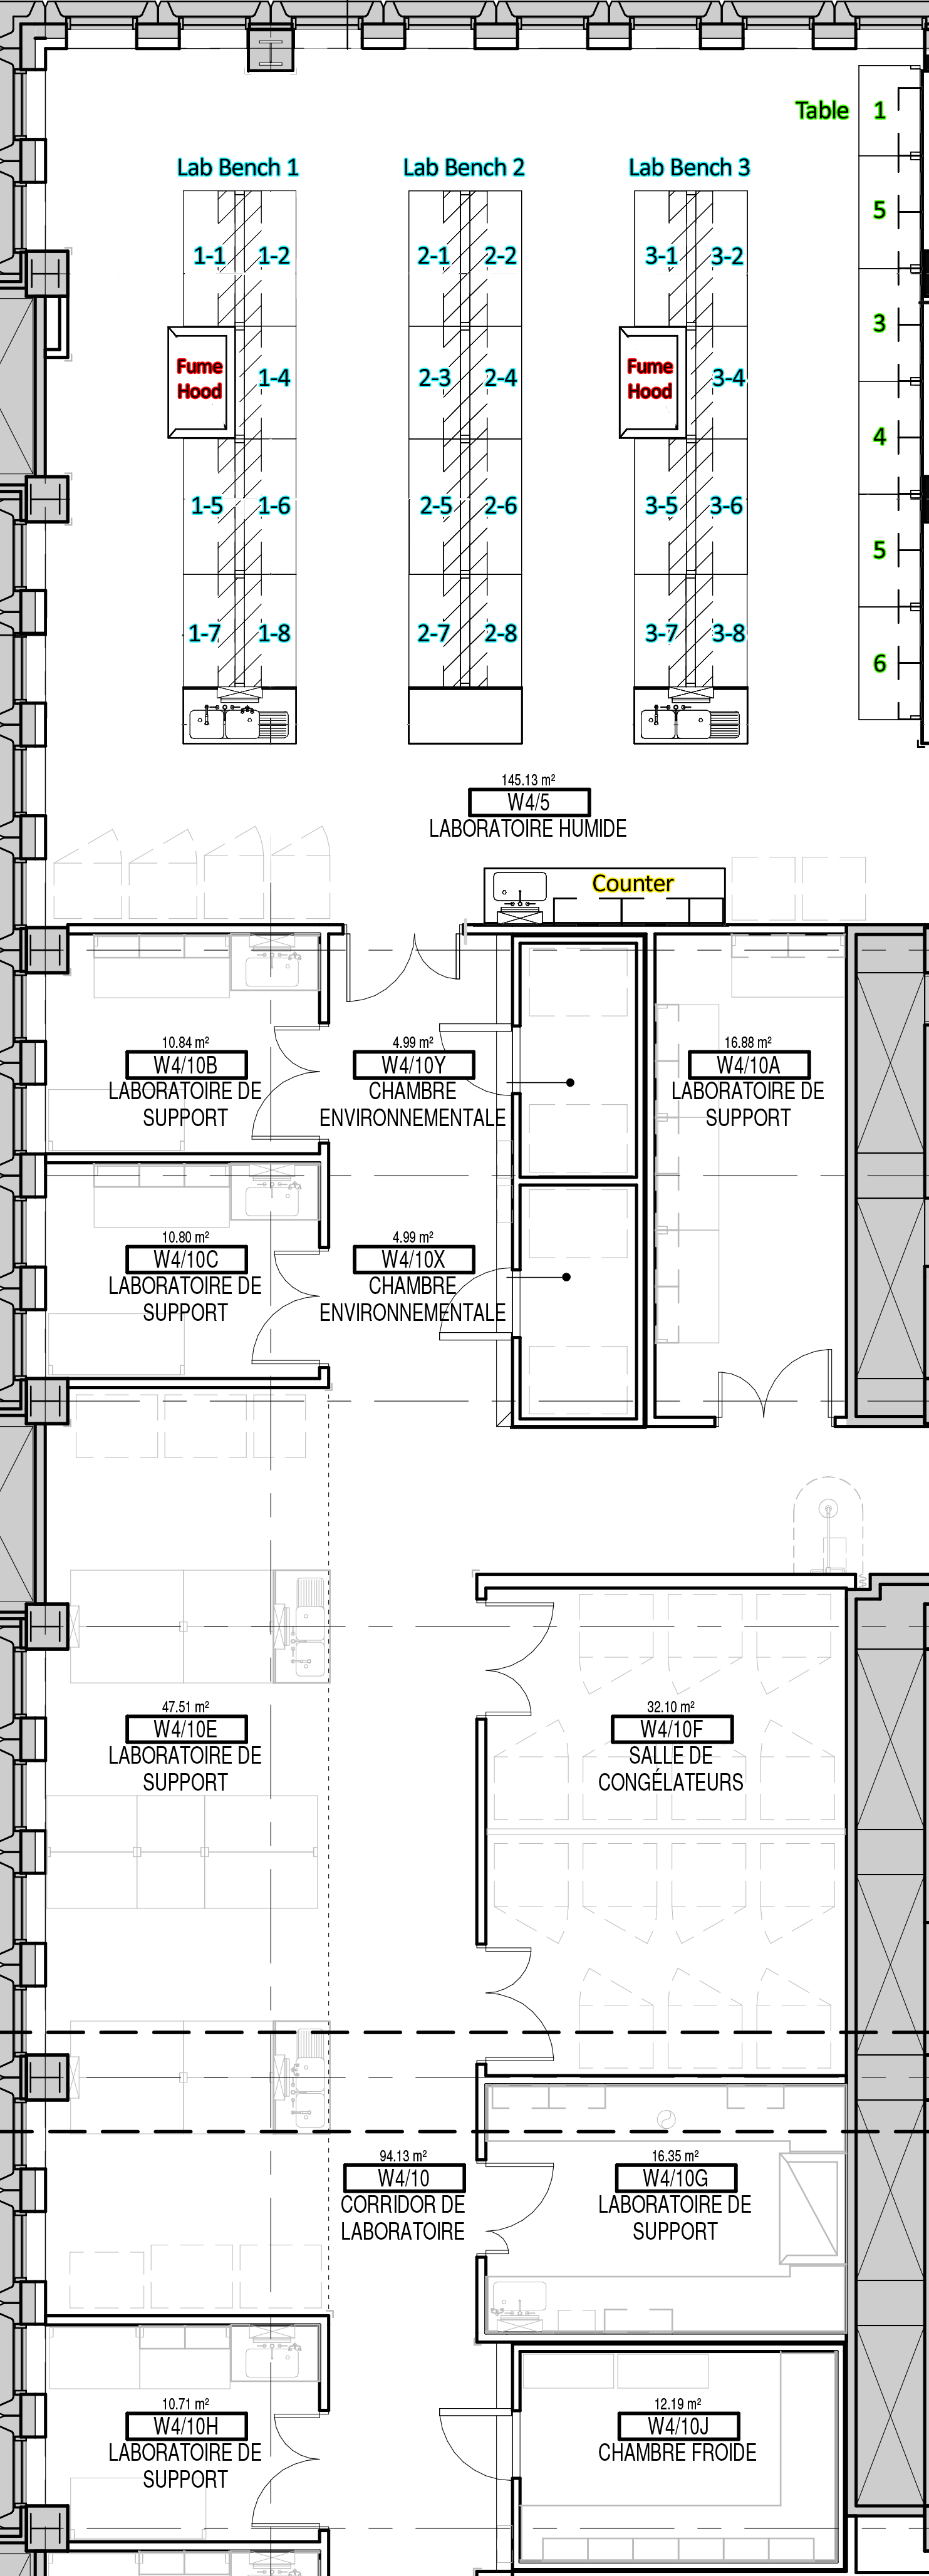 Table 1
Lab Bench 1
Lab Bench 2
Lab Bench 3
5
1-1 1-2
2-1 2-2
3-1 3-2
3
Fume
Hood
1-4
2-3 2-4
Fume
Hood
3-4
4
1-5 1-6
2-5 2-6
3-5 3-6
5
1-7 1-8
2-7 2-8
3-7 3-8
6
145.13 m²
W4/5
LABORATOIRE HUMIDE
Counter
10.84 m²
W4/10B
LABORATOIRE DE
SUPPORT
4.99 m²
W4/10Y
CHAMBRE
ENVIRONNEMENTALE
16.88 m²
W4/10A
LABORATOIRE DE
SUPPORT
10.80 m²
W4/10C
LABORATOIRE DE
SUPPORT
4.99 m²
W4/10X
CHAMBRE
ENVIRONNEMENTALE
47.51 m²
W4/10E
LABORATOIRE DE
SUPPORT
32.10 m²
W4/10F
SALLE DE
CONGÉLATEURS
94.13 m²
W4/10
CORRIDOR DE
LABORATOIRE
16.35 m²
W4/10G
LABORATOIRE DE
SUPPORT
10.71 m²
W4/10H
LABORATOIRE DE
SUPPORT
12.19 m²
W4/10J
CHAMBRE FROIDE